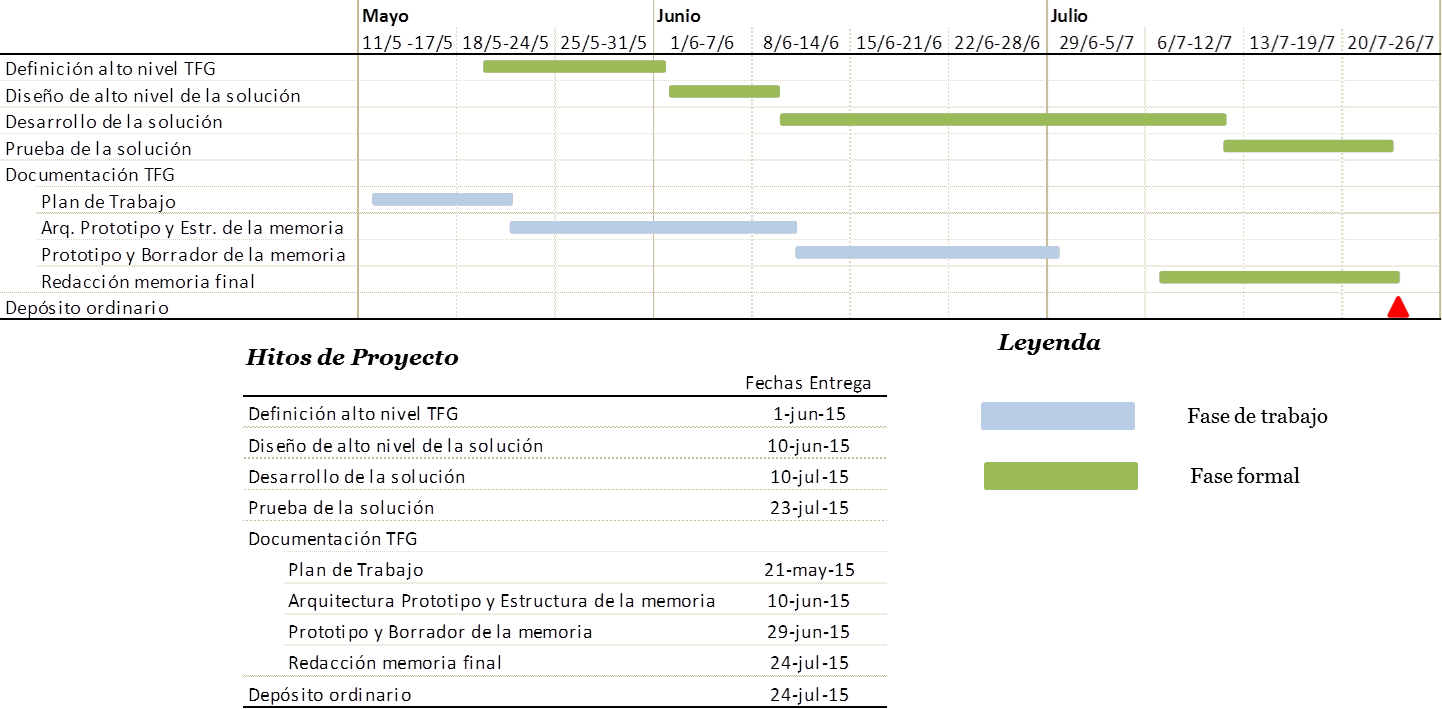 Mayo Junio Julio
11/5 -17/5 18/5-24/5 25/5-31/5 1/6-7/6 8/6-14/6 15/6-21/6 22/6-28/6 29/6-5/7 6/7-12/7 13/7-19/7 20/7-26/7
Definición alto nivel TFG
Diseño de alto nivel de la solución
Desarrollo de la solución
Prueba de la solución
Documentación TFG
Plan de Trabajo
Arq. Prototipo y Estr. de la memoria
Prototipo y Borrador de la memoria
Redacción memoria final
Depósito ordinario
Hitos de Proyecto
Fechas Entrega
Definición alto nivel TFG 1-jun-15
Diseño de alto nivel de la solución 10-jun-15
Desarrollo de la solución 10-jul-15
Prueba de la solución 23-jul-15
Documentación TFG
Plan de Trabajo 21-may-15
Arquitectura Prototipo y Estructura de la memoria 10-jun-15
Prototipo y Borrador de la memoria 29-jun-15
Redacción memoria final 24-jul-15
Depósito ordinario 24-jul-15
Leyenda
Fase de trabajo
Fase formal